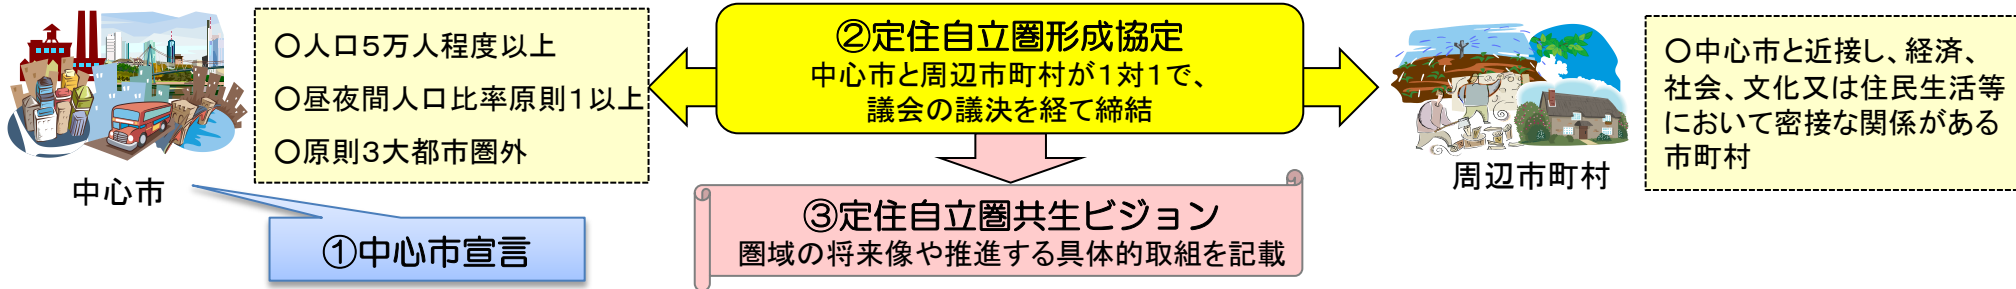 中心市
○人口5万人程度以上
○昼夜間人口比率原則1以上
○原則3大都市圏外
①中心市宣言
②定住自立圏形成協定
中心市と周辺市町村が1対1で、
議会の議決を経て締結
③定住自立圏共生ビジョン
圏域の将来像や推進する具体的取組を記載
周辺市町村
○中心市と近接し、経済、
社会、文化又は住民生活等
において密接な関係がある
市町村